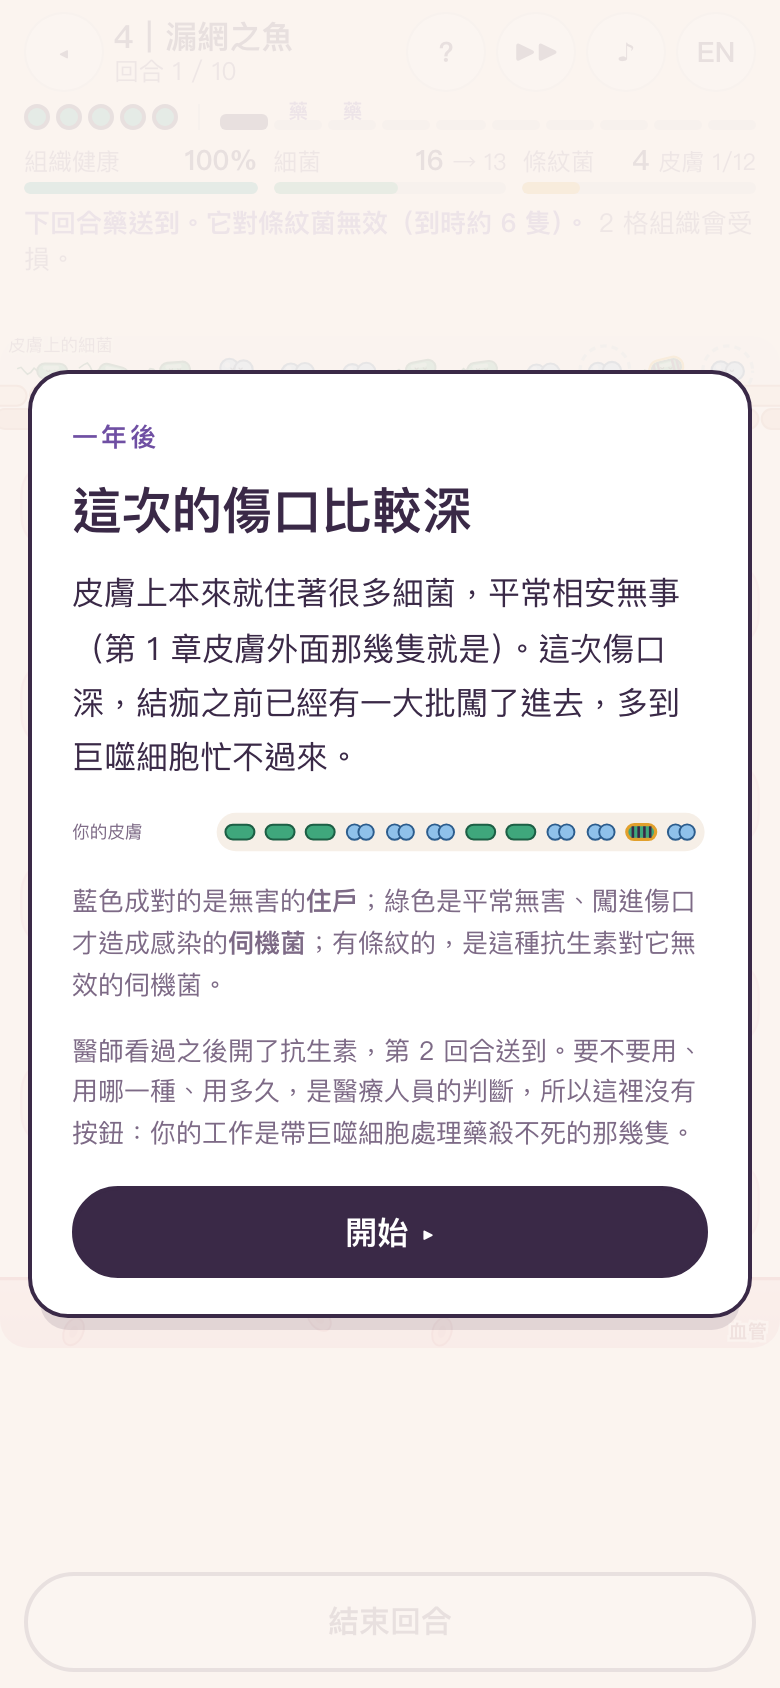 4｜漏網之魚
回合 1 / 10
?
EN
藥 藥
組織健康 100% 細菌 16 → 13 條紋菌 4 皮膚 1/12
下回合藥送到。它對條紋菌無效（到時約 6 隻）。2 格組織會受
損。
皮膚上的細菌
一年後
這次的傷口比較深
皮膚上本來就住著很多細菌，平常相安無事
（第 1 章皮膚外面那幾隻就是）。這次傷口
深，結痂之前已經有一大批闖了進去，多到
巨噬細胞忙不過來。
你的皮膚
藍色成對的是無害的住戶；綠色是平常無害、闖進傷口
才造成感染的伺機菌；有條紋的，是這種抗生素對它無
效的伺機菌。
醫師看過之後開了抗生素，第 2 回合送到。要不要用、
用哪一種、用多久，是醫療人員的判斷，所以這裡沒有
按鈕：你的工作是帶巨噬細胞處理藥殺不死的那幾隻。
開始 ▸
血管
結束回合